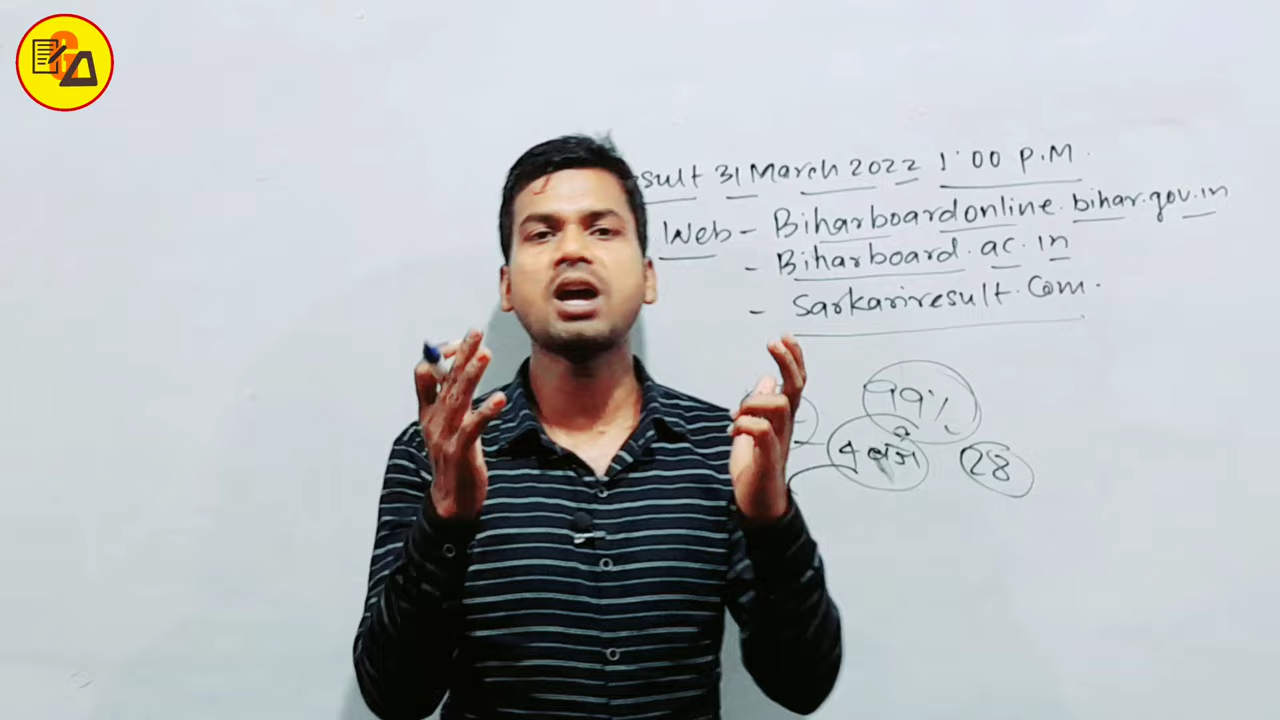 sult 31 March 2022 1:00 P.M.
Web - Biharboardonline.bihar.gov.in
- Biharboard.ac.in
- Sarkariresult.Com.
99%
4 बजे 28